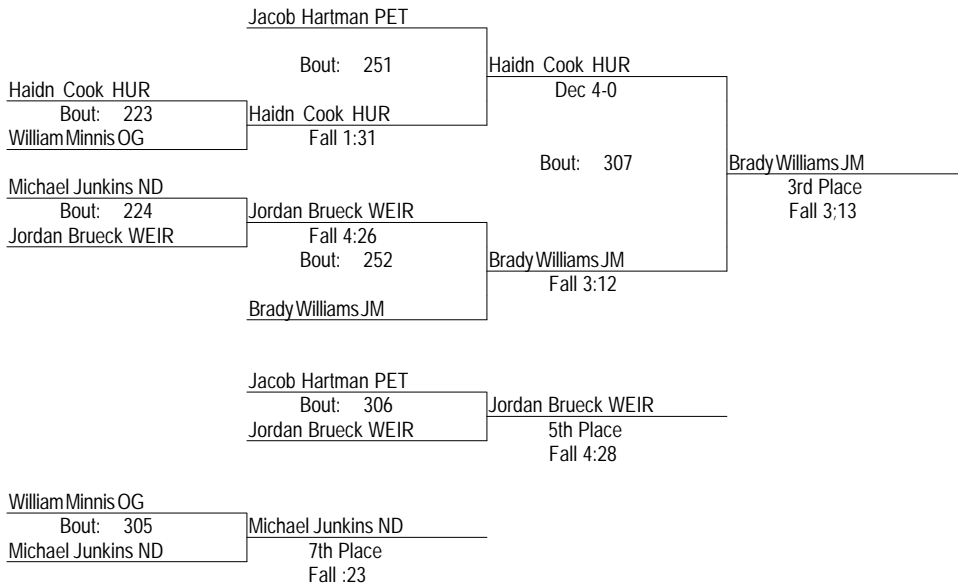 Jacob Hartman PET
Bout: 251
Haidn Cook HUR
Dec 4-0
Haidn Cook HUR
Bout: 223
William Minnis OG
Haidn Cook HUR
Fall 1:31
Bout: 307
Brady Williams JM
3rd Place
Fall 3;13
Michael Junkins ND
Bout: 224
Jordan Brueck WEIR
Jordan Brueck WEIR
Fall 4:26
Bout: 252
Brady Williams JM
Fall 3:12
Brady Williams JM
Jacob Hartman PET
Bout: 306
Jordan Brueck WEIR
Jordan Brueck WEIR
5th Place
Fall 4:28
William Minnis OG
Bout: 305
Michael Junkins ND
Michael Junkins ND
7th Place
Fall :23